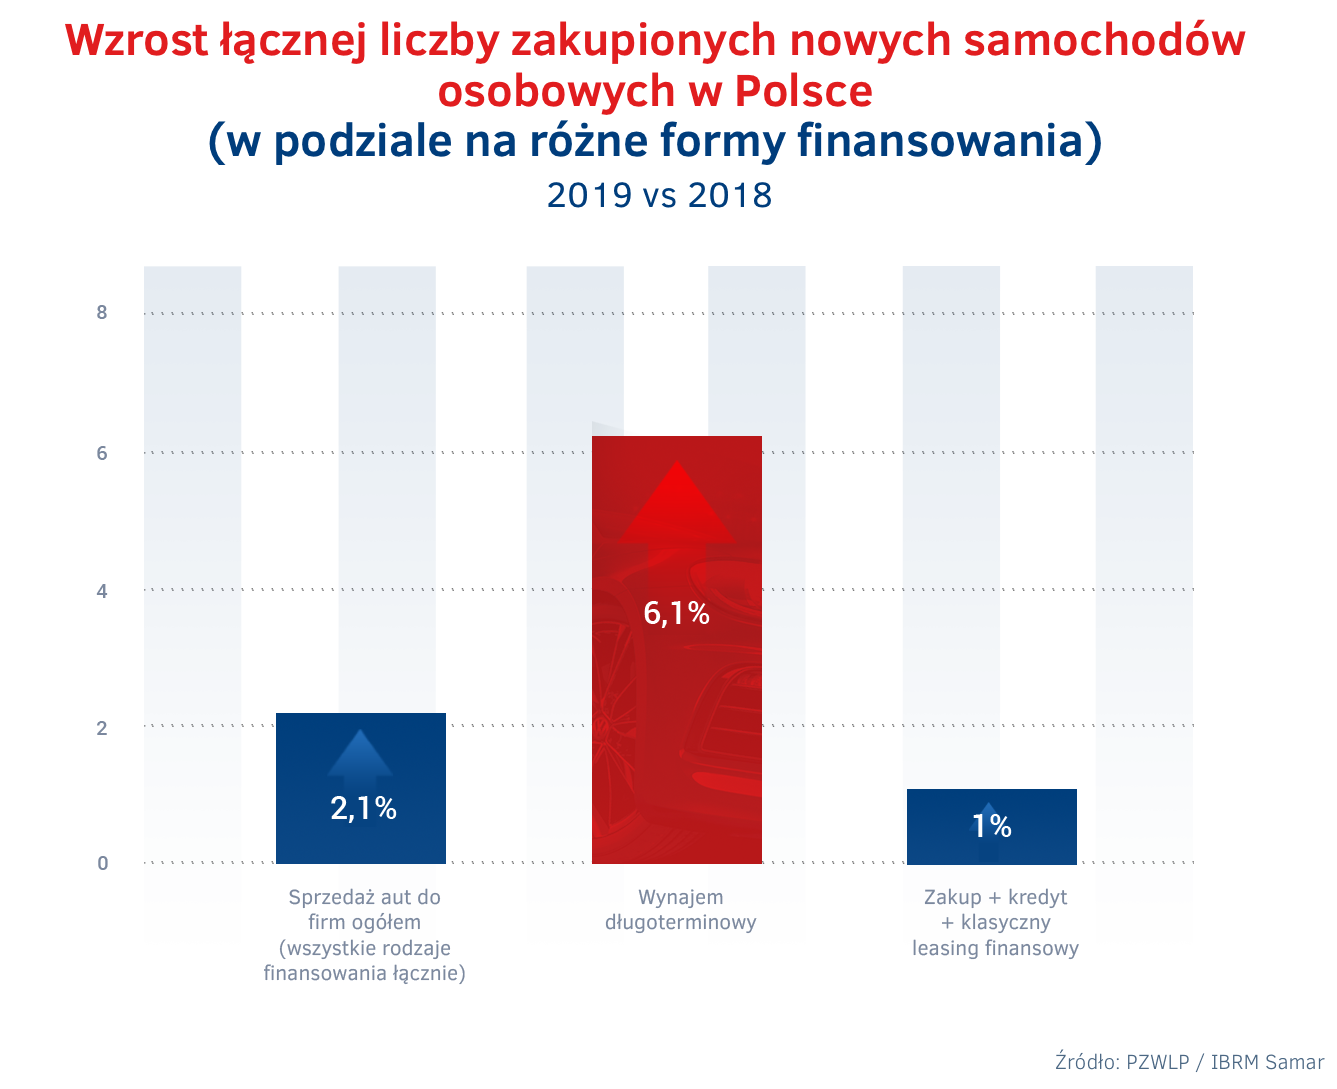 Wzrost łącznej liczby zakupionych nowych samochodów
osobowych w Polsce
(w podziale na różne formy finansowania)
2019 vs 2018
8
6
4
2
0
2,1%
6,1%
1%
Sprzedaż aut do
firm ogółem
(wszystkie rodzaje
finansowania łącznie)
Wynajem
długoterminowy
Zakup + kredyt
+ klasyczny
leasing finansowy
Źródło: PZWLP / IBRM Samar